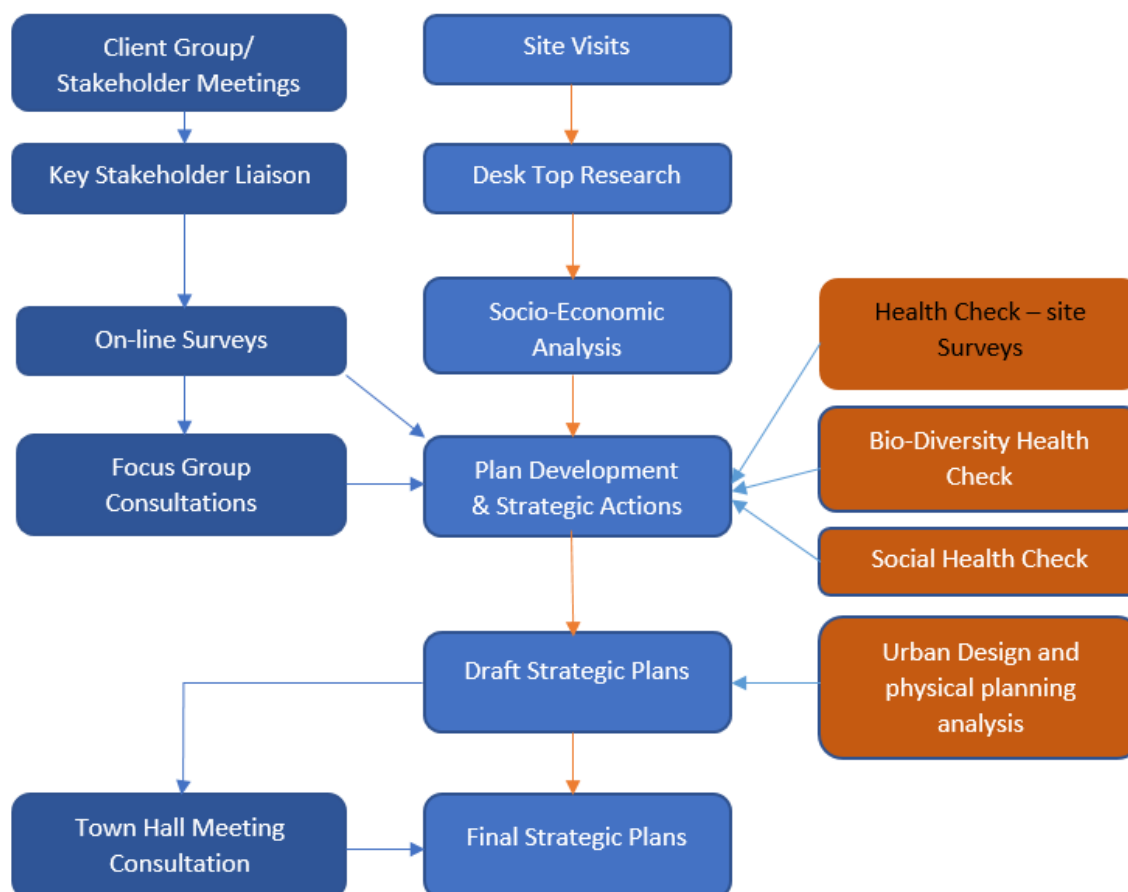 Client Group/
Stakeholder Meetings
Site Visits
Key Stakeholder Liaison
Desk Top Research
On-line Surveys
Socio-Economic
Analysis
Health Check – site
Surveys
Focus Group
Consultations
Plan Development
& Strategic Actions
Bio-Diversity Health
Check
Social Health Check
Draft Strategic Plans
Urban Design and
physical planning
analysis
Town Hall Meeting
Consultation
Final Strategic Plans